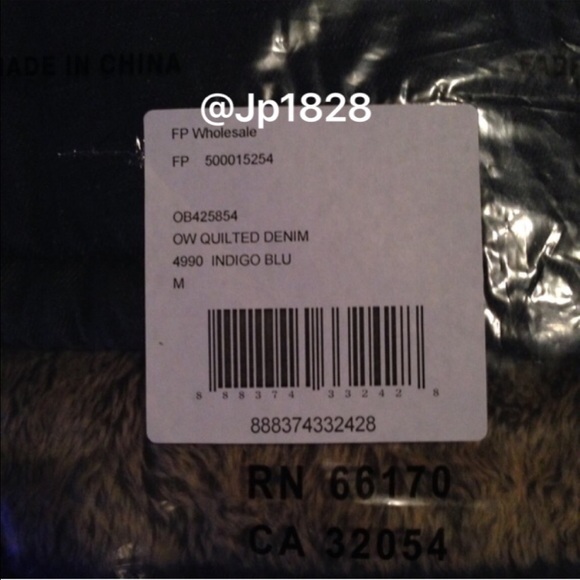 MADE IN CHINA
@Jp1828
FP Wholesale
FP 500015254
OB425854
OW QUILTED DENIM
4990 INDIGO BLU
M
8 88374 33242 8
888374332428
RN 66170
CA 32054